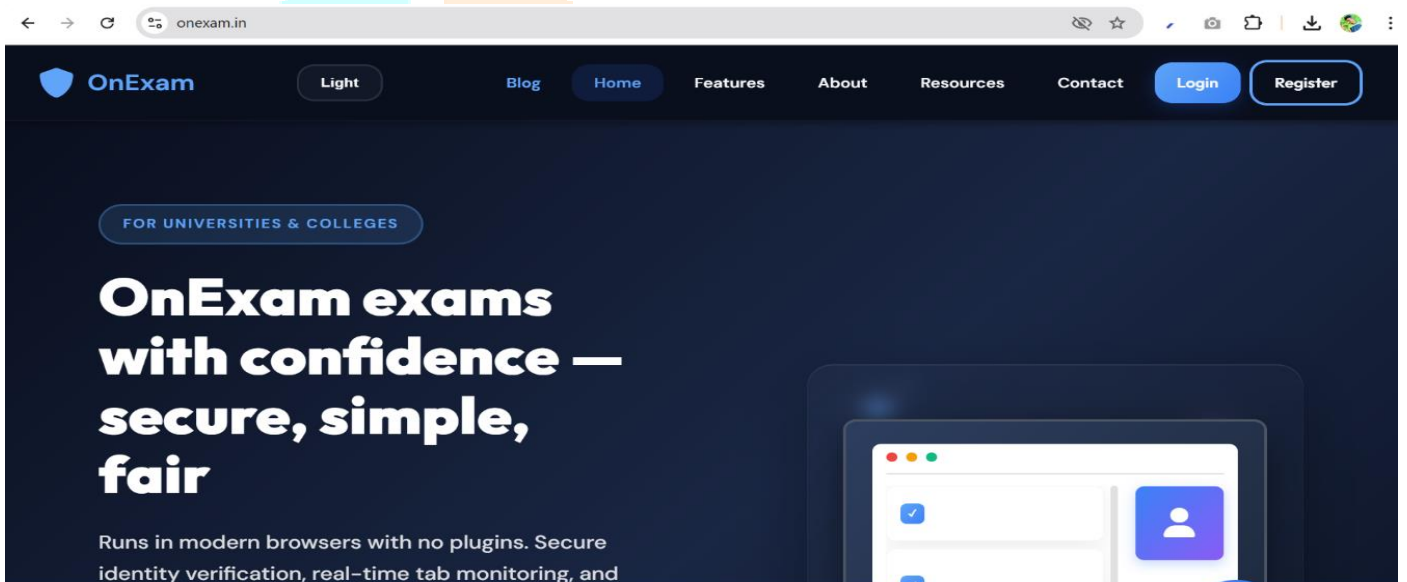 onexam.in
OnExam
Light
Blog
Home
Features
About
Resources
Contact
Login
Register
FOR UNIVERSITIES & COLLEGES
OnExam exams
with confidence —
secure, simple,
fair
Runs in modern browsers with no plugins. Secure
identity verification, real-time tab monitoring, and